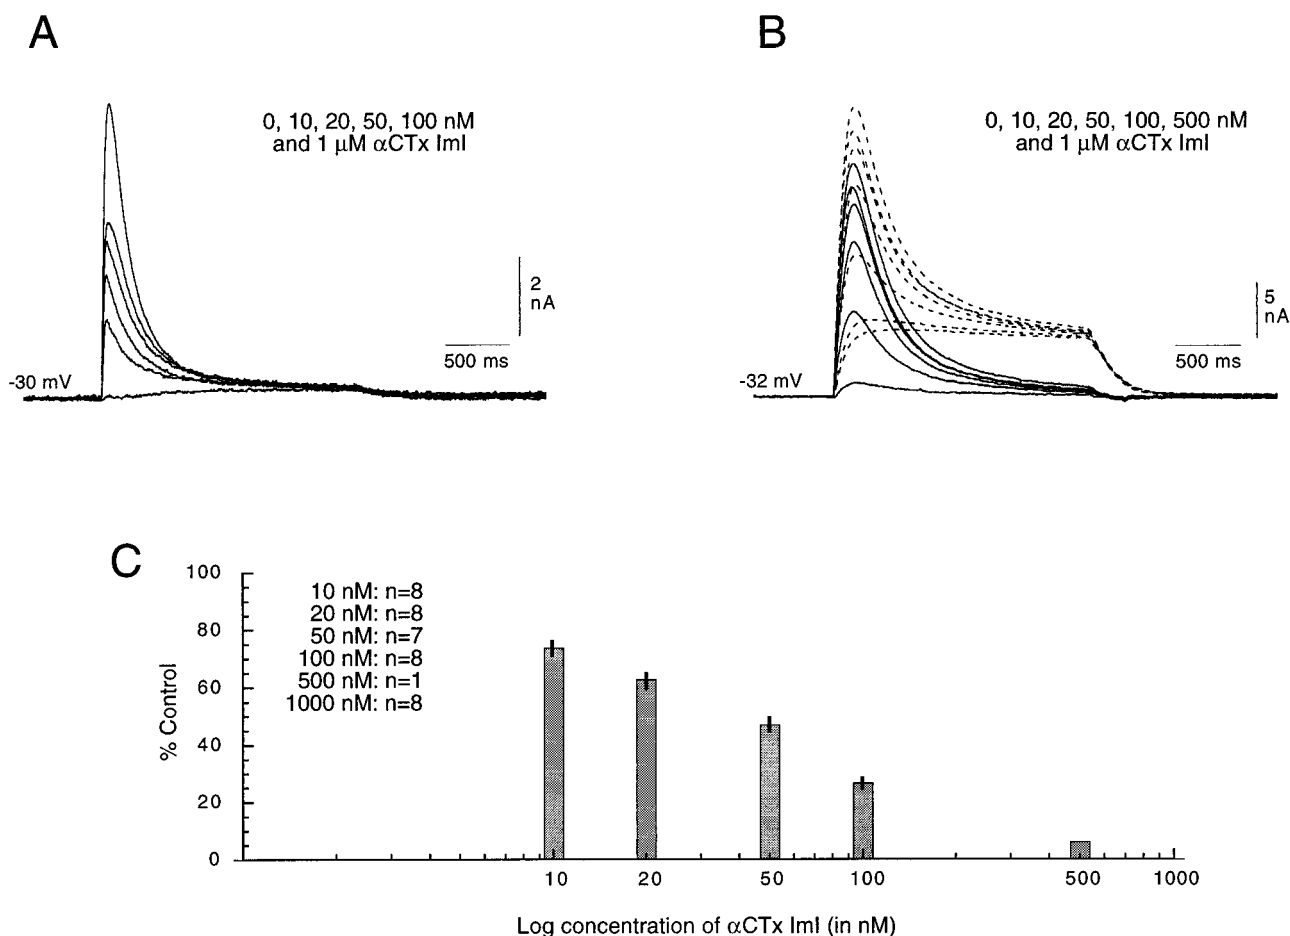 A
B
0, 10, 20, 50, 100 nM
and 1 μM αCTx ImI
0, 10, 20, 50, 100, 500 nM
and 1 μM αCTx ImI
2
nA
500 ms
-30 mV
5
nA
500 ms
-32 mV
C
10 nM: n=8
20 nM: n=8
50 nM: n=7
100 nM: n=8
500 nM: n=1
1000 nM: n=8
% Control
100
80
60
40
20
0
10 20 50 100 500 1000
Log concentration of αCTx ImI (in nM)